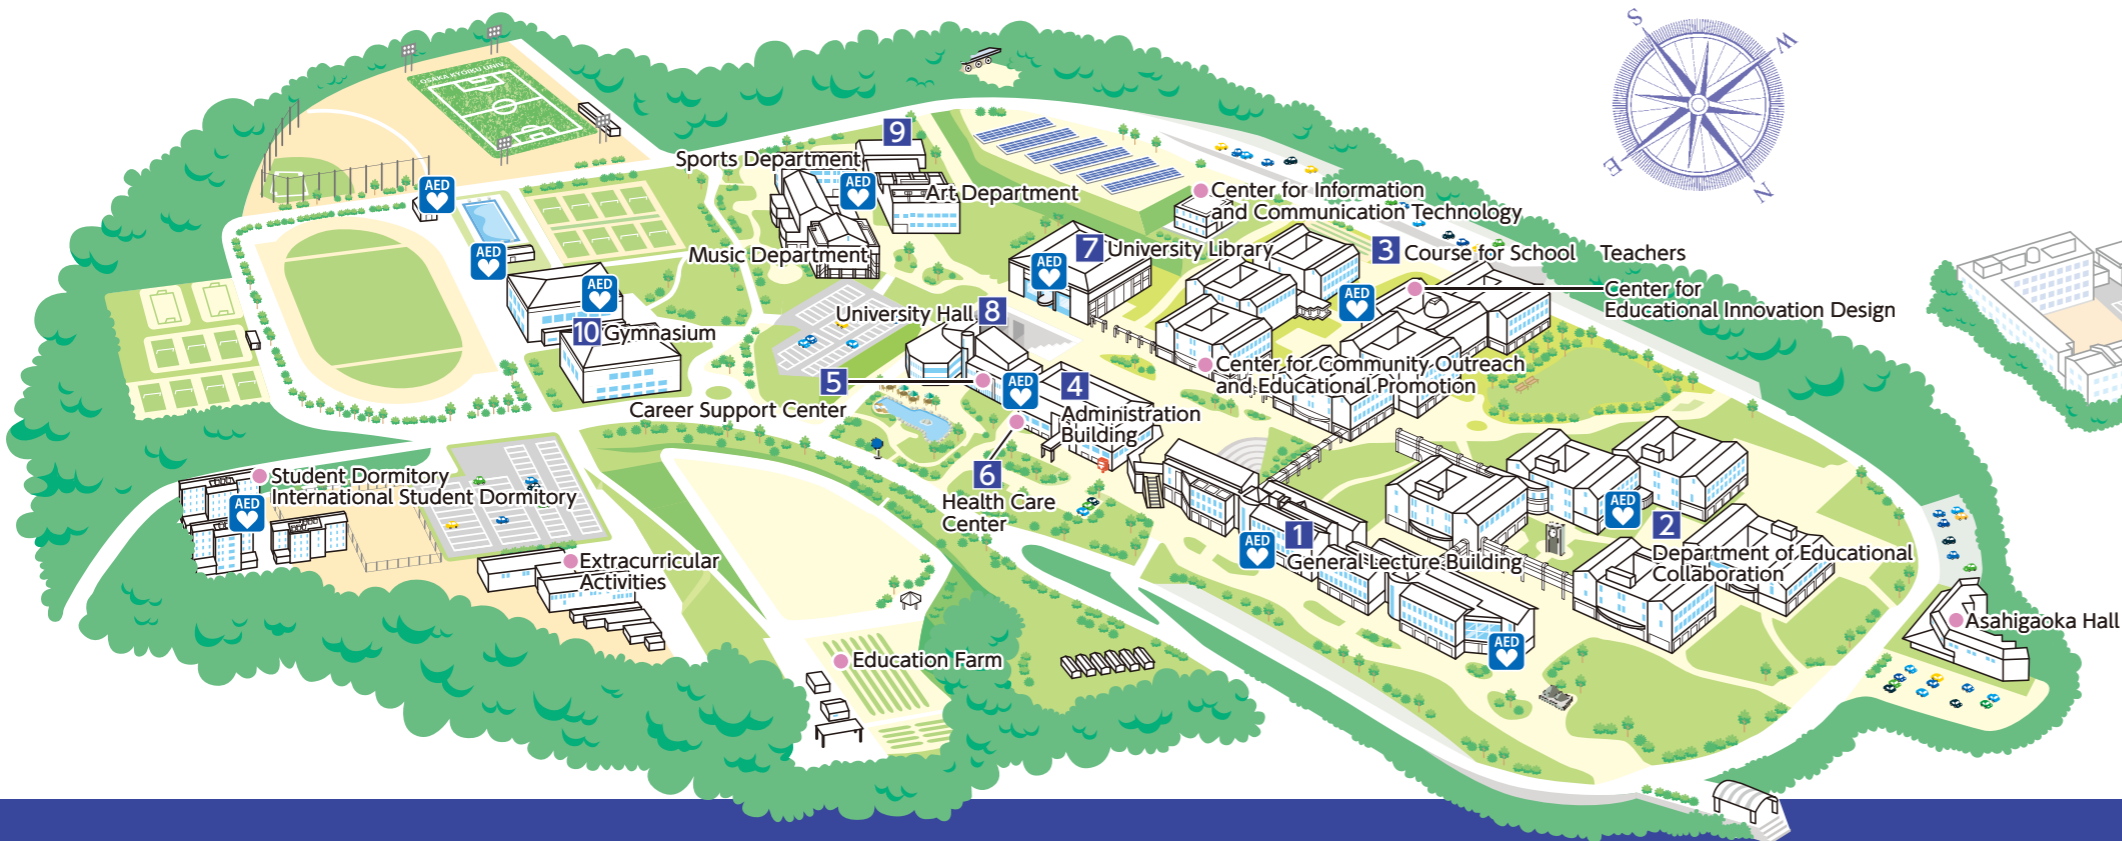 OSAKA KYOIKU UNIV.
S
W
E
N
9
Sports Department
AED
Art Department
Music Department
AED
AED
AED
10 Gymnasium
Center for Information
and Communication Technology
7 University Library
AED
3 Course for School Teachers
AED
Center for
Educational Innovation Design
University Hall 8
Center for Community Outreach
and Educational Promotion
5
Career Support Center
AED
4
Administration
Building
6
Health Care
Center
Student Dormitory
International Student Dormitory
AED
Extracurricular
Activities
Education Farm
1
AED
General Lecture Building
AED
AED
2
Department of Educational
Collaboration
Asahigaoka Hall